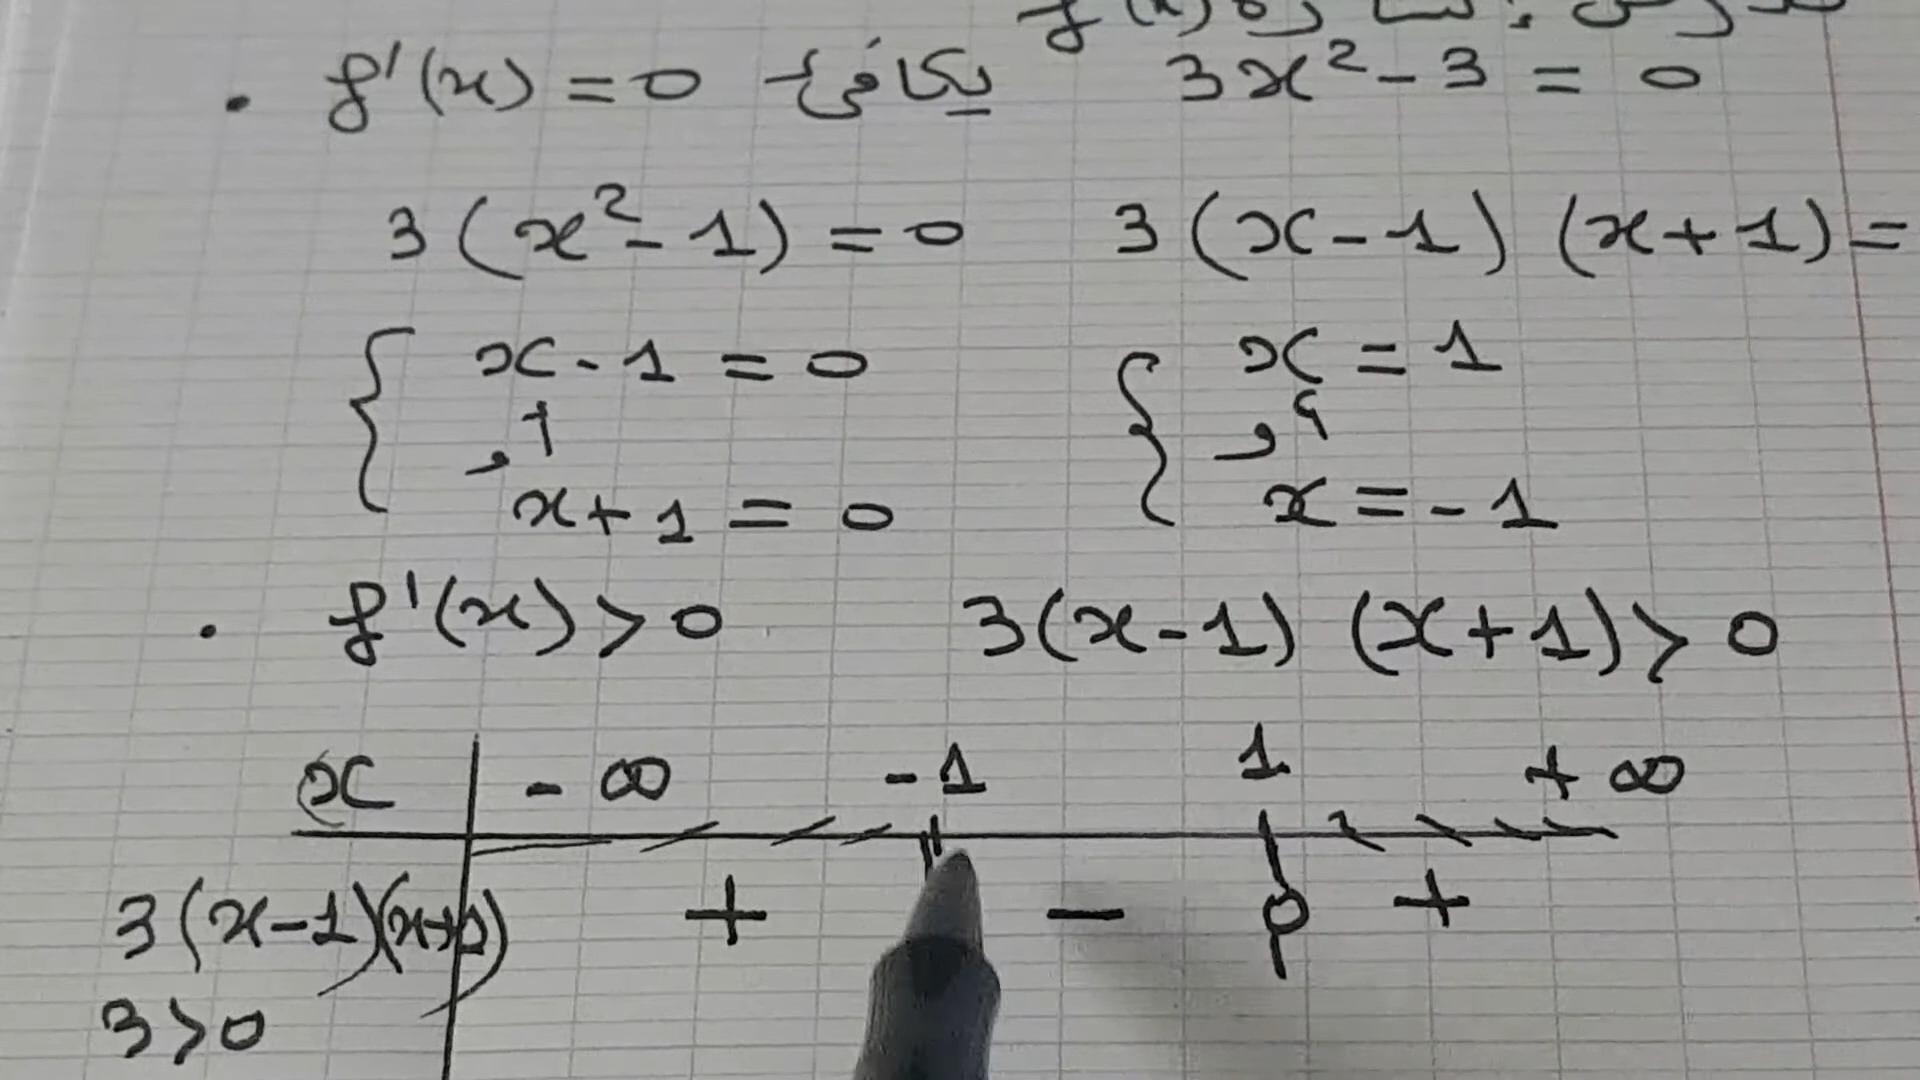 • f'(x) = 0 يكافئ 3x² - 3 = 0
3(x² - 1) = 0 3(x - 1)(x + 1) =
{ x - 1 = 0 { x = 1
أو أو
x + 1 = 0 x = -1
• f'(x) > 0 3(x - 1)(x + 1) > 0
x - ∞ -1 1 + ∞
3(x-1)(x+1) + - 0 +
3 > 0